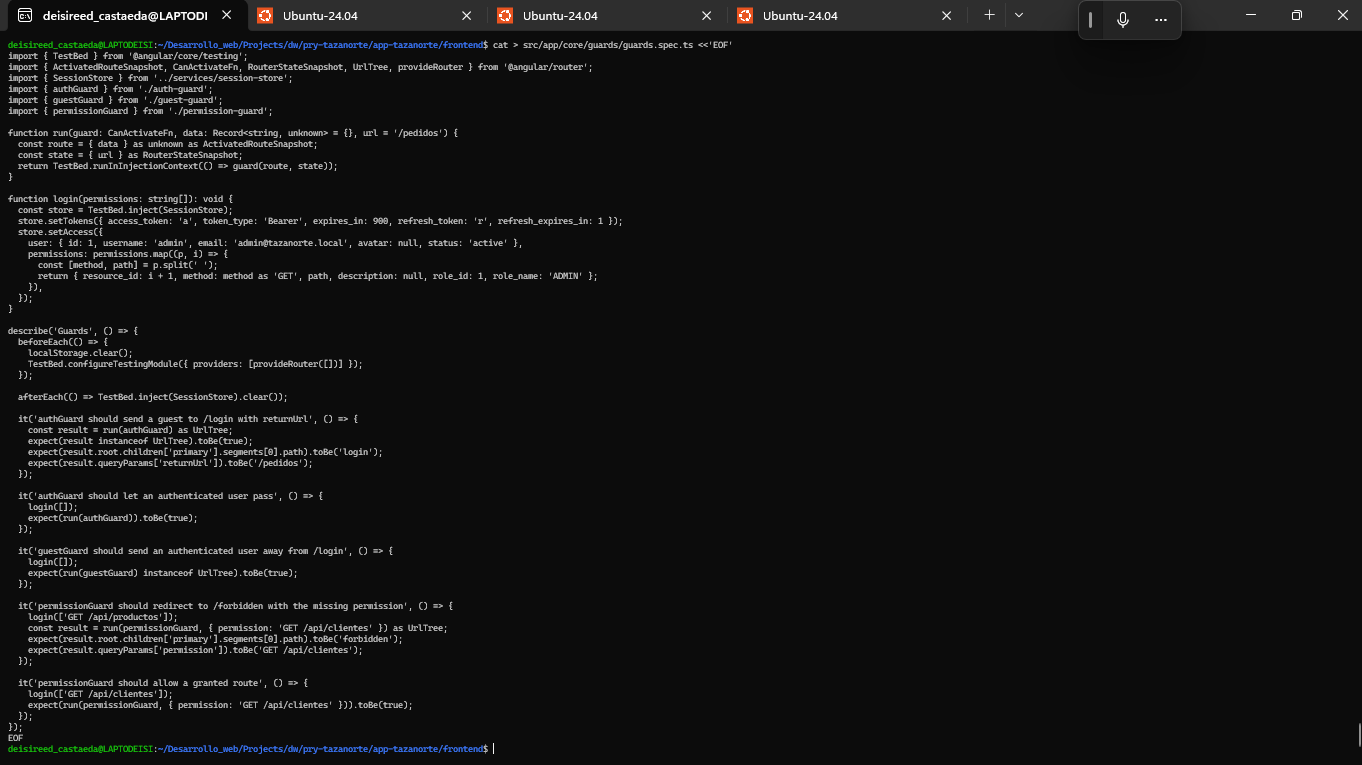 deisireed_castaeda@LAPTODI
Ubuntu-24.04
Ubuntu-24.04
Ubuntu-24.04
deisireed_castaeda@LAPTODEISI:~/Desarrollo_web/Projects/dw/pry-tazanorte/app-tazanorte/frontend$ cat > src/app/core/guards/guards.spec.ts <<'EOF'
import { TestBed } from '@angular/core/testing';
import { ActivatedRouteSnapshot, CanActivateFn, RouterStateSnapshot, UrlTree, provideRouter } from '@angular/router';
import { SessionStore } from '../services/session-store';
import { authGuard } from './auth-guard';
import { guestGuard } from './guest-guard';
import { permissionGuard } from './permission-guard';

function run(guard: CanActivateFn, data: Record<string, unknown> = {}, url = '/pedidos') {
  const route = { data } as unknown as ActivatedRouteSnapshot;
  const state = { url } as RouterStateSnapshot;
  return TestBed.runInInjectionContext(() => guard(route, state));
}

function login(permissions: string[]): void {
  const store = TestBed.inject(SessionStore);
  store.setTokens({ access_token: 'a', token_type: 'Bearer', expires_in: 900, refresh_token: 'r', refresh_expires_in: 1 });
  store.setAccess({
    user: { id: 1, username: 'admin', email: 'admin@tazanorte.local', avatar: null, status: 'active' },
    permissions: permissions.map((p, i) => {
      const [method, path] = p.split(' ');
      return { resource_id: i + 1, method: method as 'GET', path, description: null, role_id: 1, role_name: 'ADMIN' };
    }),
  });
}

describe('Guards', () => {
  beforeEach(() => {
    localStorage.clear();
    TestBed.configureTestingModule({ providers: [provideRouter([])] });
  });

  afterEach(() => TestBed.inject(SessionStore).clear());

  it('authGuard should send a guest to /login with returnUrl', () => {
    const result = run(authGuard) as UrlTree;
    expect(result instanceof UrlTree).toBe(true);
    expect(result.root.children['primary'].segments[0].path).toBe('login');
    expect(result.queryParams['returnUrl']).toBe('/pedidos');
  });

  it('authGuard should let an authenticated user pass', () => {
    login([]);
    expect(run(authGuard)).toBe(true);
  });

  it('guestGuard should send an authenticated user away from /login', () => {
    login([]);
    expect(run(guestGuard) instanceof UrlTree).toBe(true);
  });

  it('permissionGuard should redirect to /forbidden with the missing permission', () => {
    login(['GET /api/productos']);
    const result = run(permissionGuard, { permission: 'GET /api/clientes' }) as UrlTree;
    expect(result.root.children['primary'].segments[0].path).toBe('forbidden');
    expect(result.queryParams['permission']).toBe('GET /api/clientes');
  });

  it('permissionGuard should allow a granted route', () => {
    login(['GET /api/clientes']);
    expect(run(permissionGuard, { permission: 'GET /api/clientes' })).toBe(true);
  });
});
EOF
deisireed_castaeda@LAPTODEISI:~/Desarrollo_web/Projects/dw/pry-tazanorte/app-tazanorte/frontend$